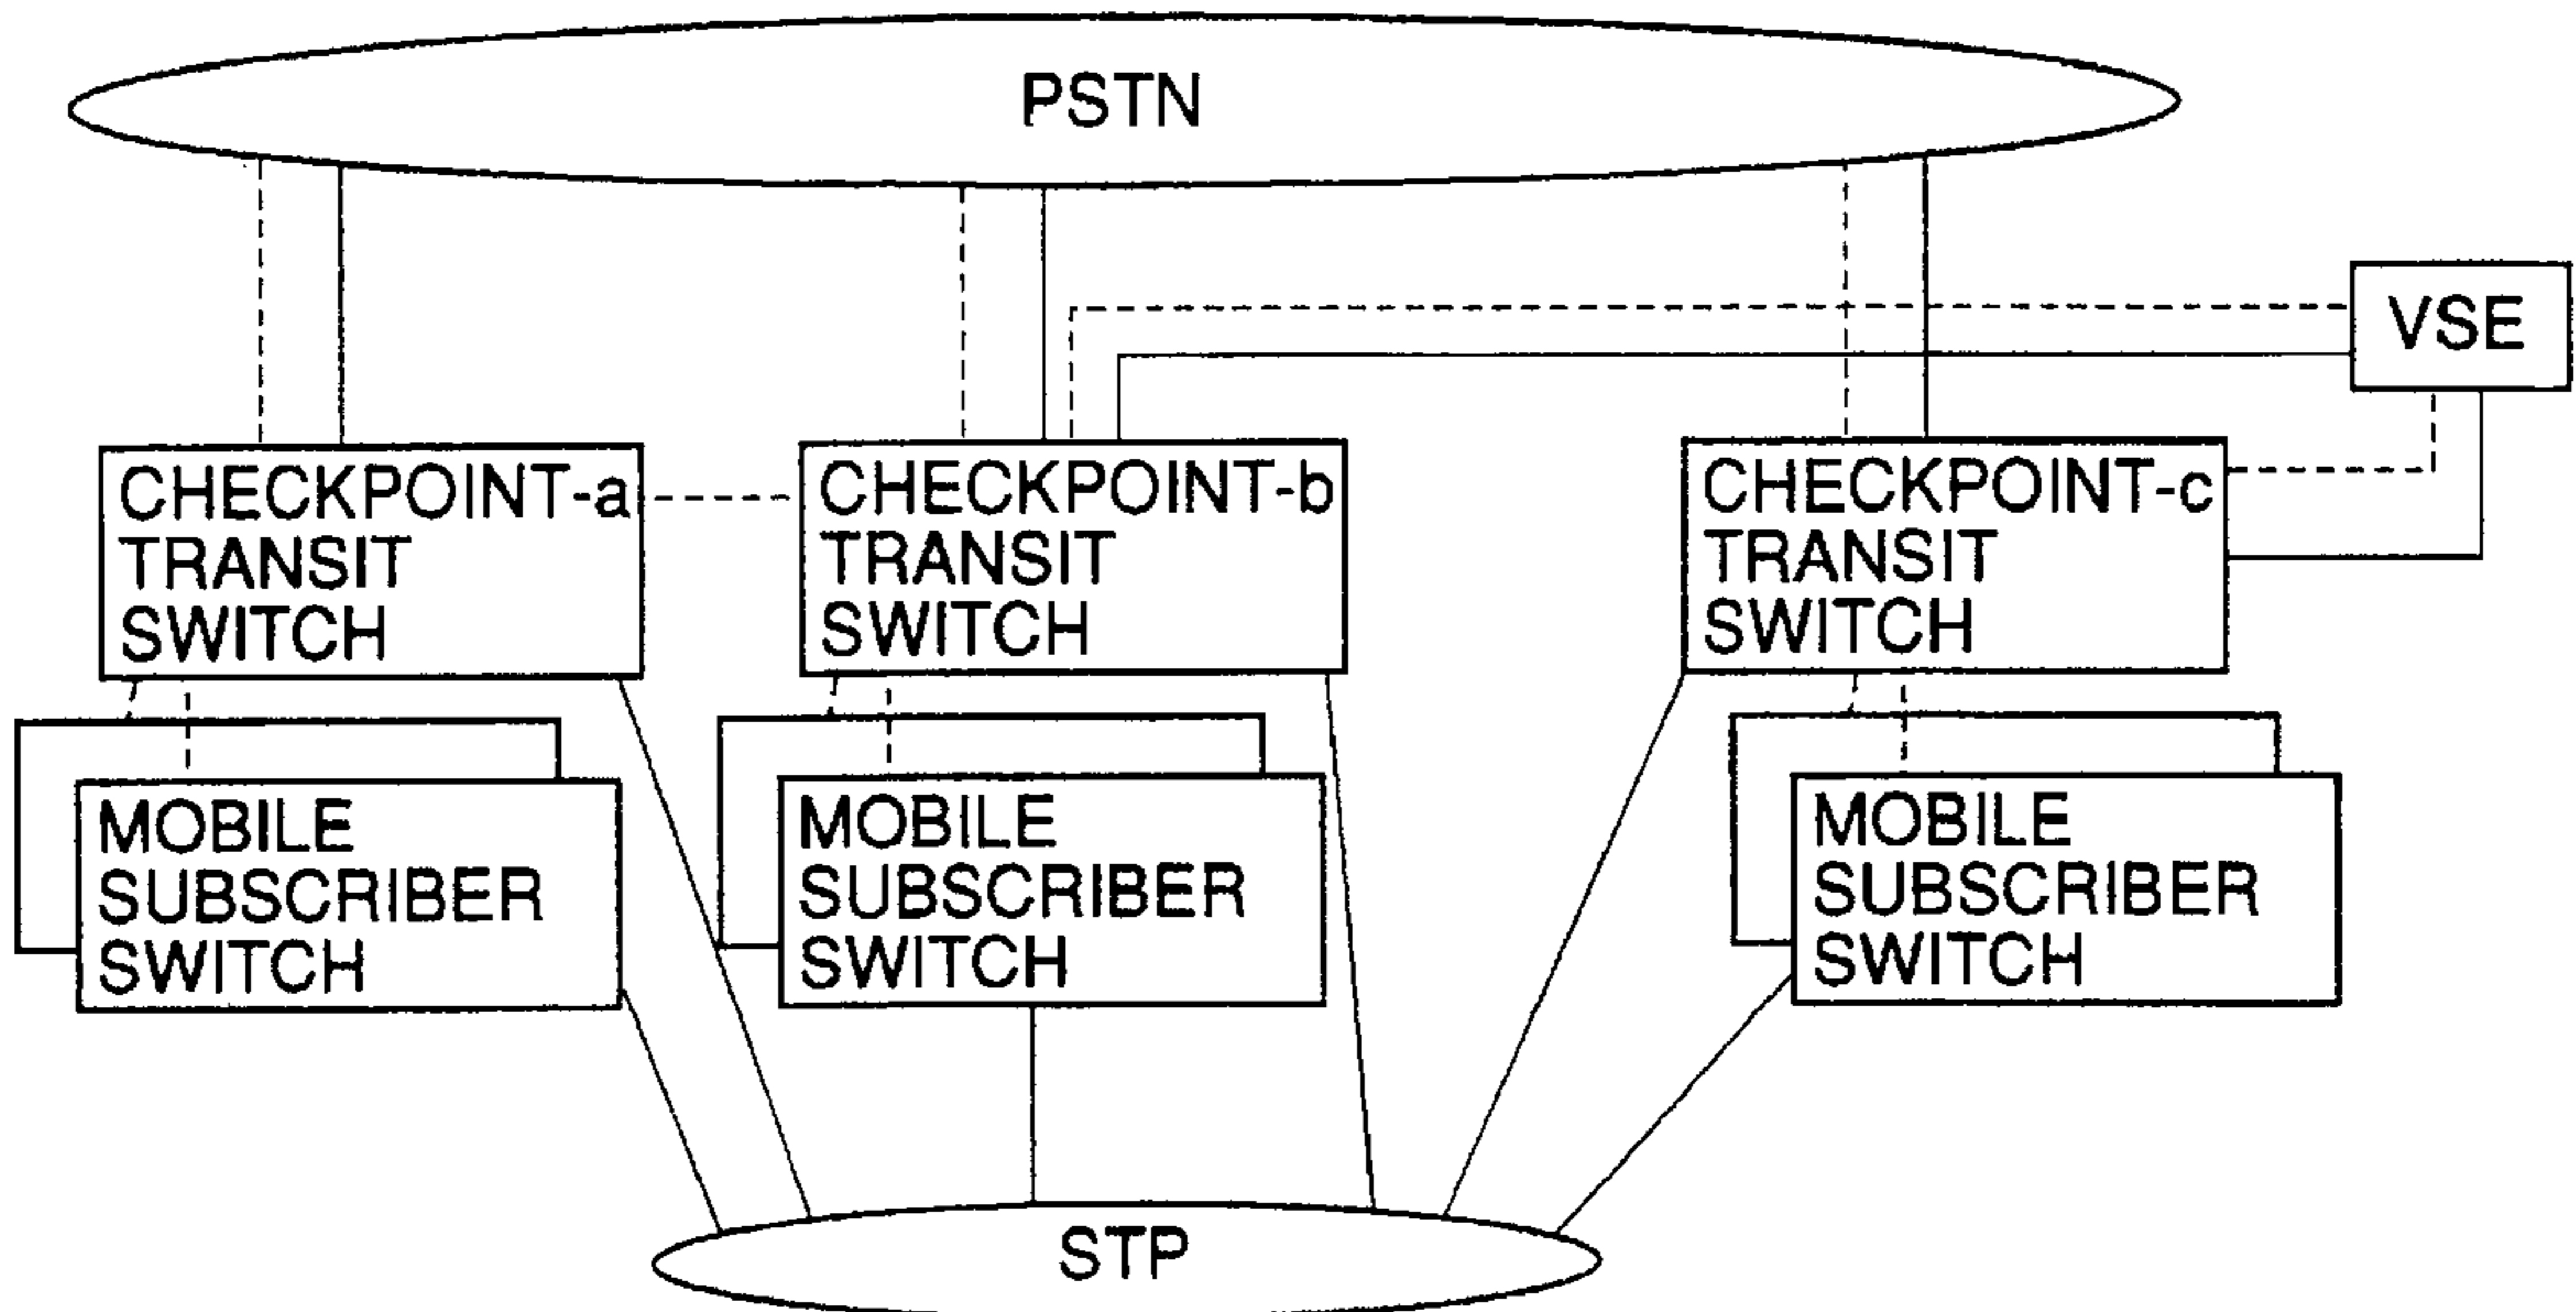 PSTN
VSE
CHECKPOINT-a
TRANSIT
SWITCH
CHECKPOINT-b
TRANSIT
SWITCH
CHECKPOINT-c
TRANSIT
SWITCH
MOBILE
SUBSCRIBER
SWITCH
MOBILE
SUBSCRIBER
SWITCH
MOBILE
SUBSCRIBER
SWITCH
STP